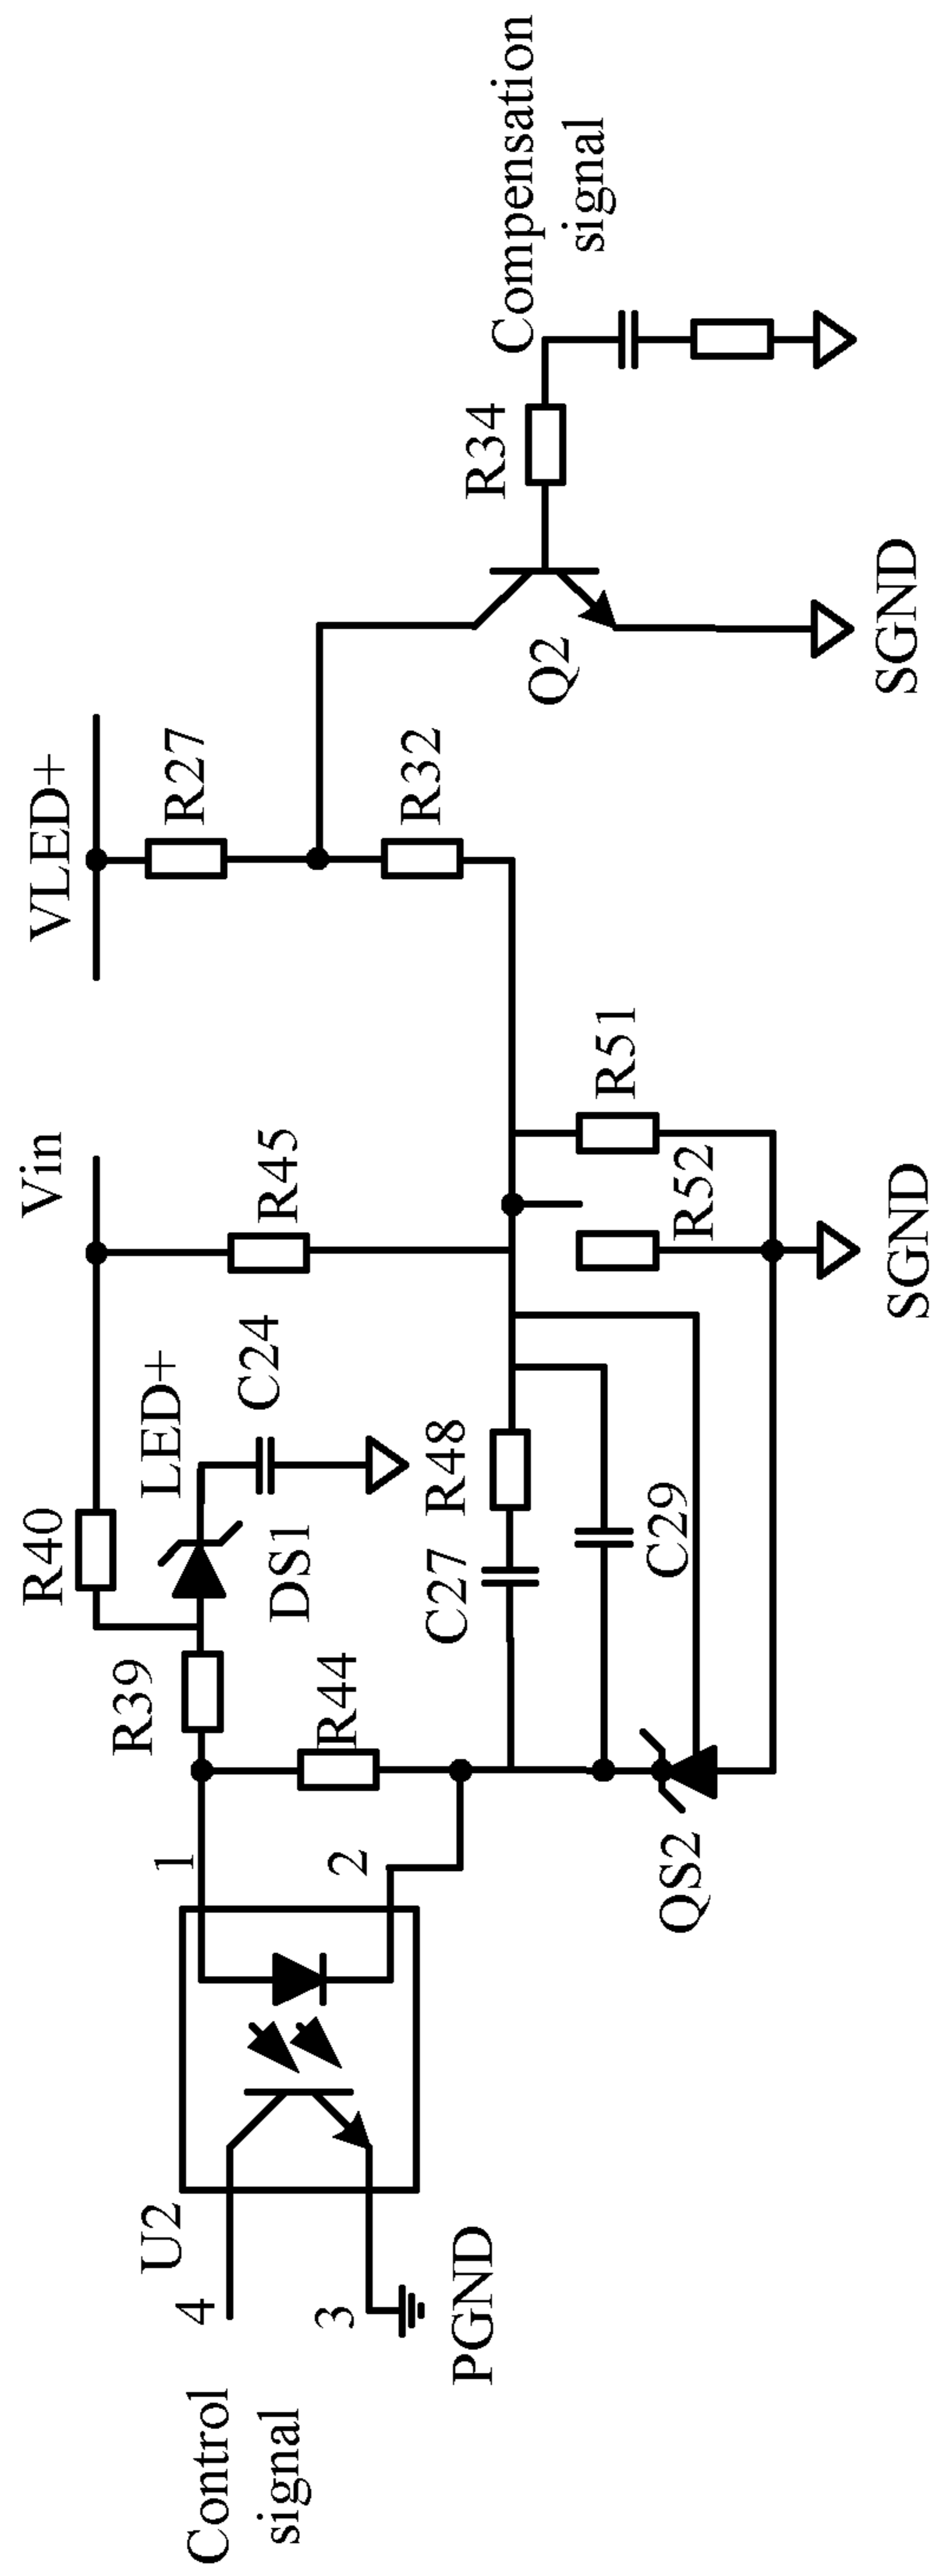 Control
signal
4
3
PGND
U2
1
2
R39
R44
QS2
R40
LED+
DS1
C24
C27
R48
C29
Vin
R45
R52
R51
SGND
VLED+
R27
R32
Q2
SGND
R34
Compensation
signal